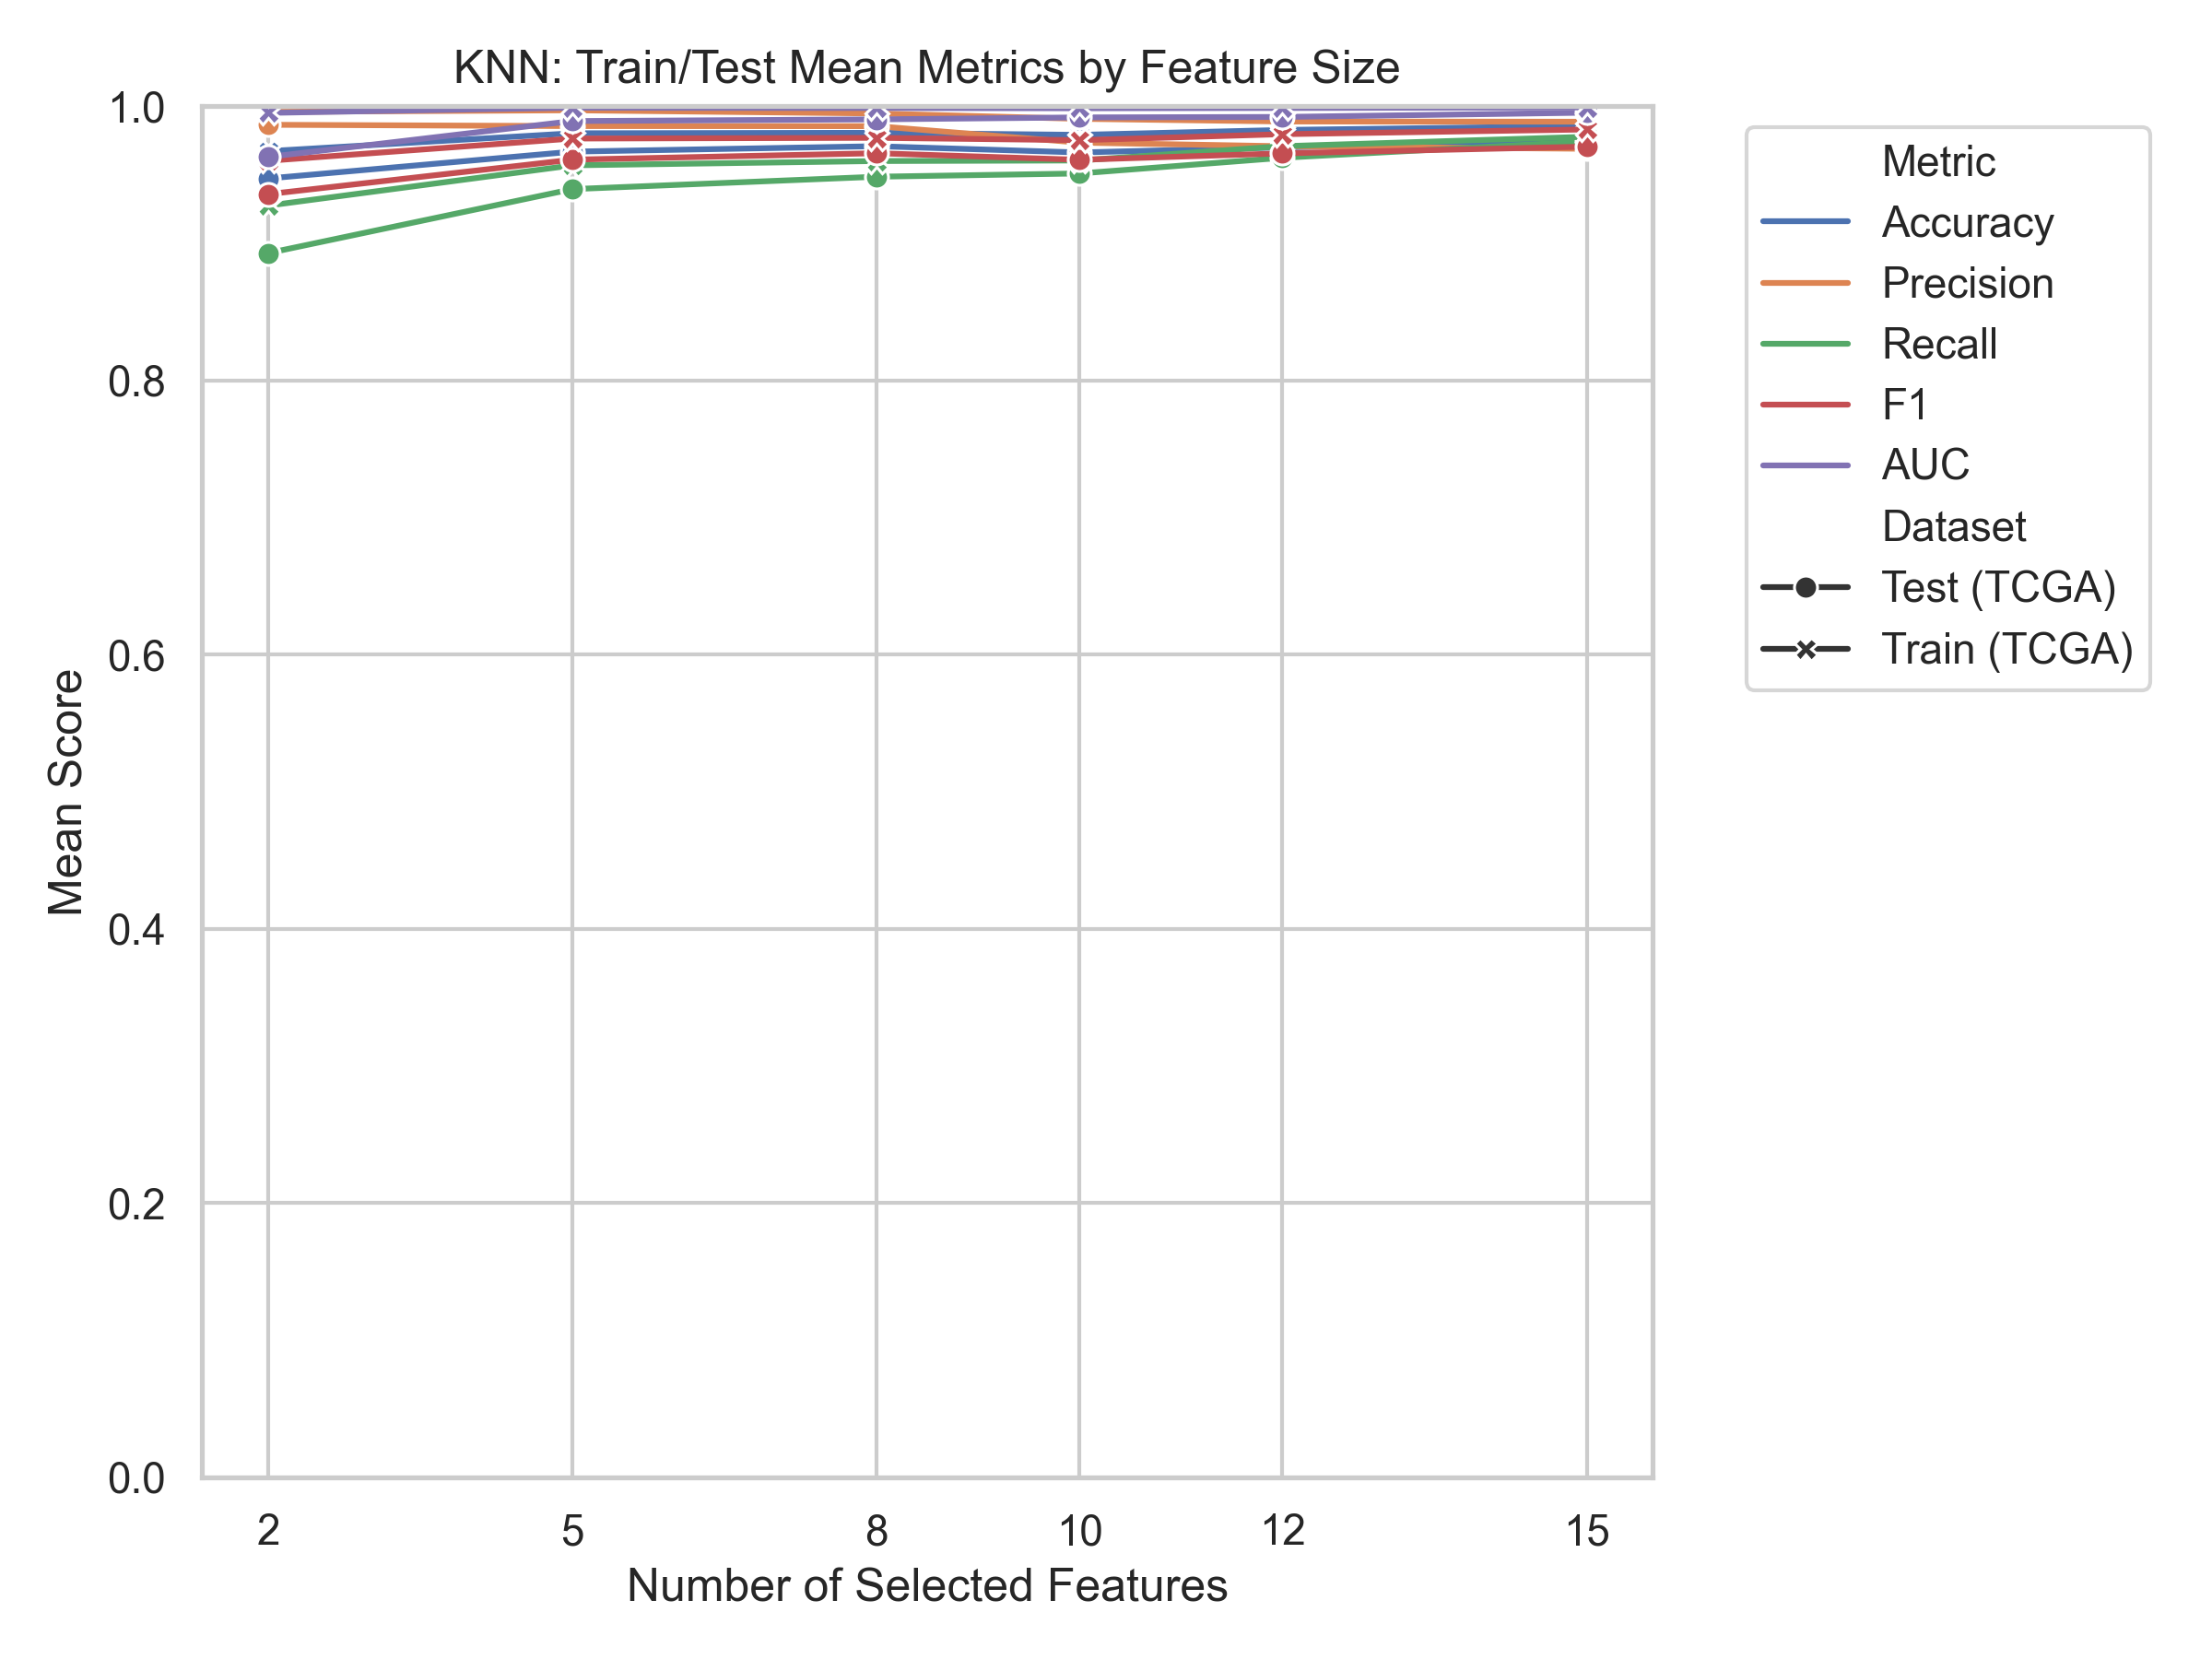 KNN: Train/Test Mean Metrics by Feature Size
1.0
0.8
0.6
0.4
0.2
0.0
Mean Score
2 5 8 10 12 15
Number of Selected Features
Metric
Accuracy
Precision
Recall
F1
AUC
Dataset
Test (TCGA)
Train (TCGA)